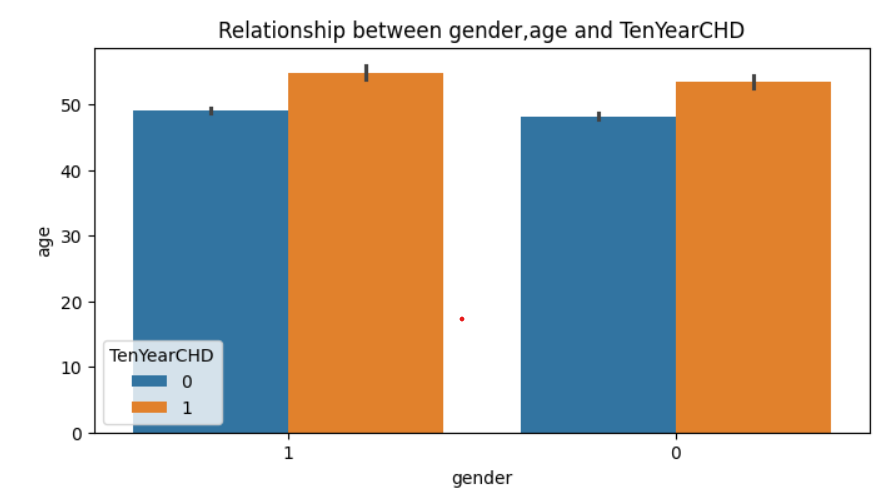 Relationship between gender,age and TenYearCHD
age
50
40
30
20
10
0
TenYearCHD
0
1
1
0
gender